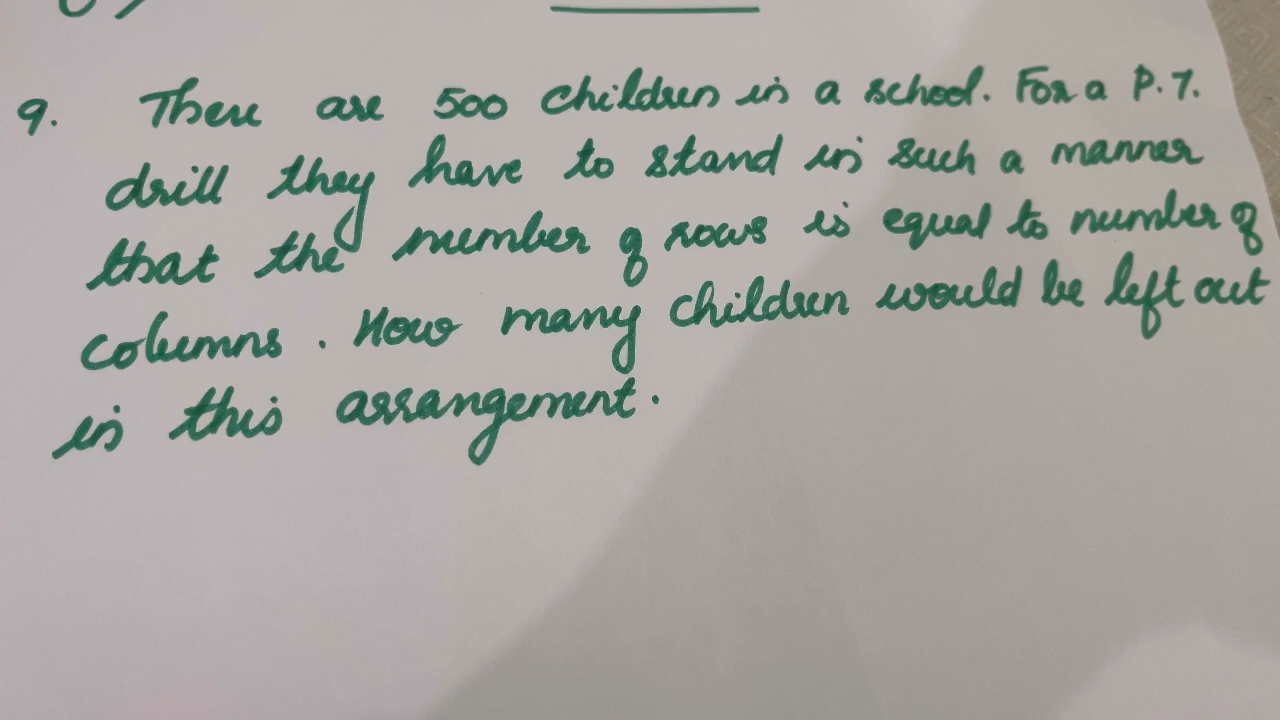 9. There are 500 children in a school. For a P.T.
drill they have to stand in such a manner
that the number of rows is equal to number of
columns. How many children would be left out
in this arrangement.